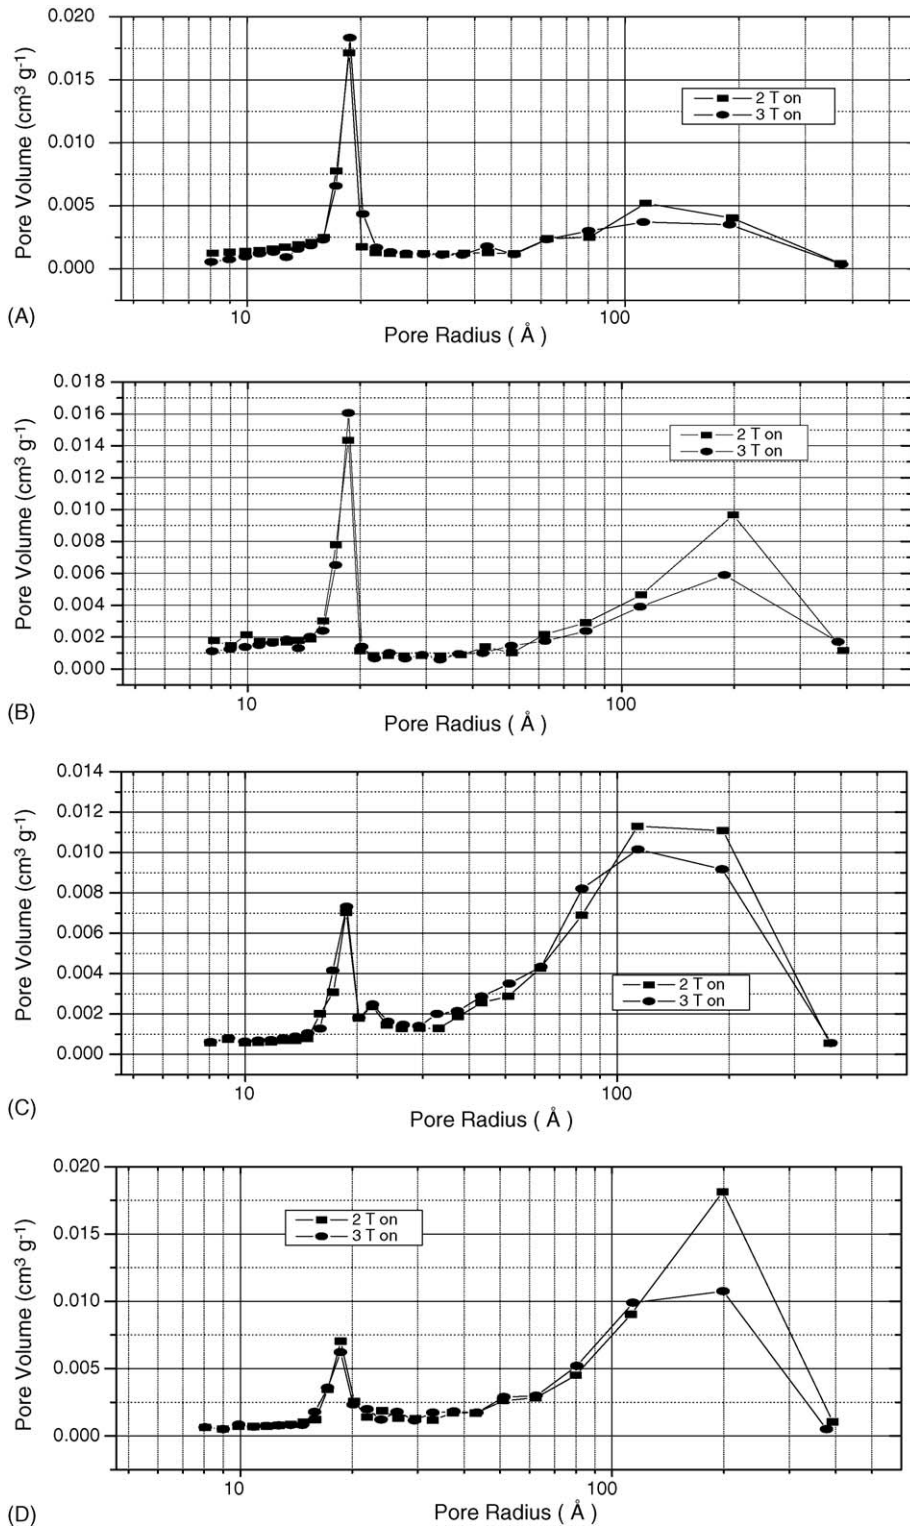 0.020
0.015
0.010
0.005
0.000
Pore Volume (cm³ g⁻¹)
2 T on
3 T on
10
100
Pore Radius ( Å )
(A)
0.018
0.016
0.014
0.012
0.010
0.008
0.006
0.004
0.002
0.000
Pore Volume (cm³ g⁻¹)
2 T on
3 T on
10
100
Pore Radius ( Å )
(B)
0.014
0.012
0.010
0.008
0.006
0.004
0.002
0.000
Pore Volume (cm³ g⁻¹)
2 T on
3 T on
10
100
Pore Radius ( Å )
(C)
0.020
0.015
0.010
0.005
0.000
Pore Volume (cm³ g⁻¹)
2 T on
3 T on
10
100
Pore Radius ( Å )
(D)